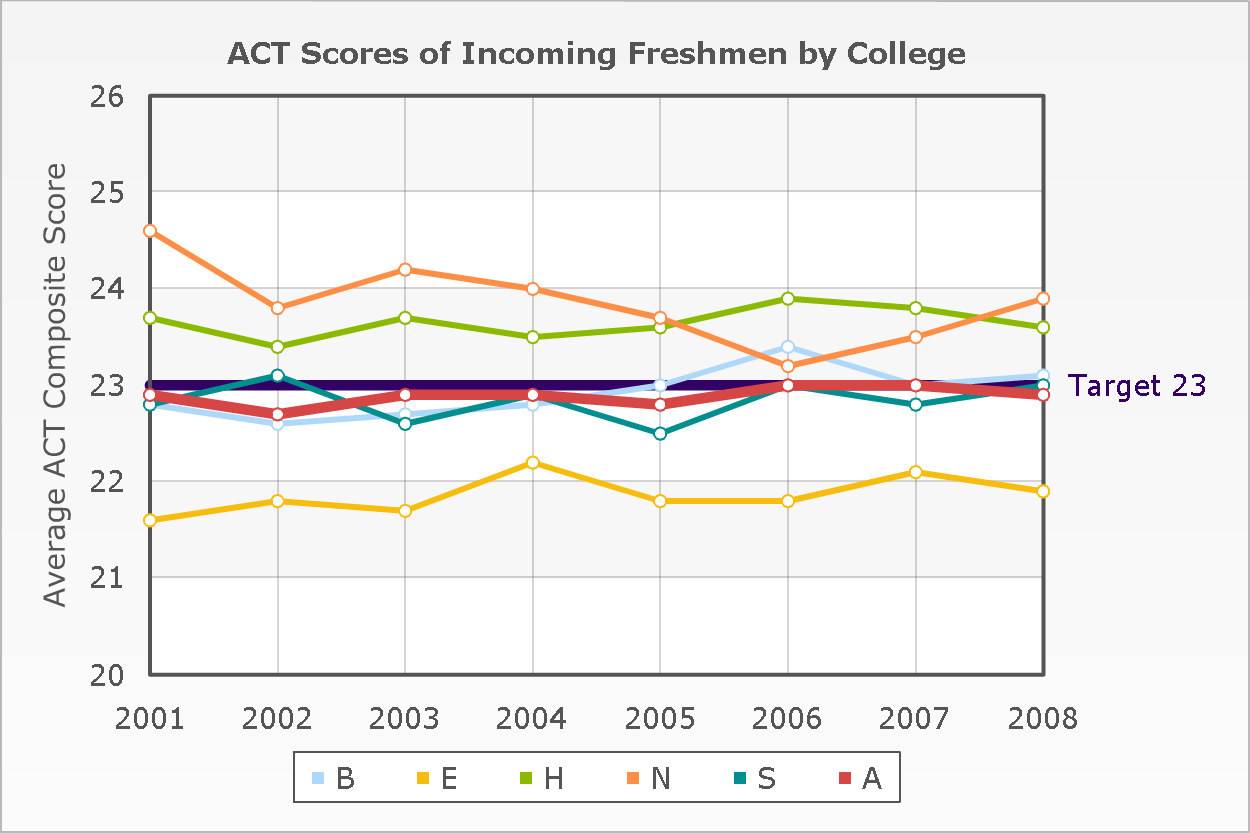 ACT Scores of Incoming Freshmen by College
Average ACT Composite Score
26
25
24
23
22
21
20
Target 23
2001 2002 2003 2004 2005 2006 2007 2008
B E H N S A